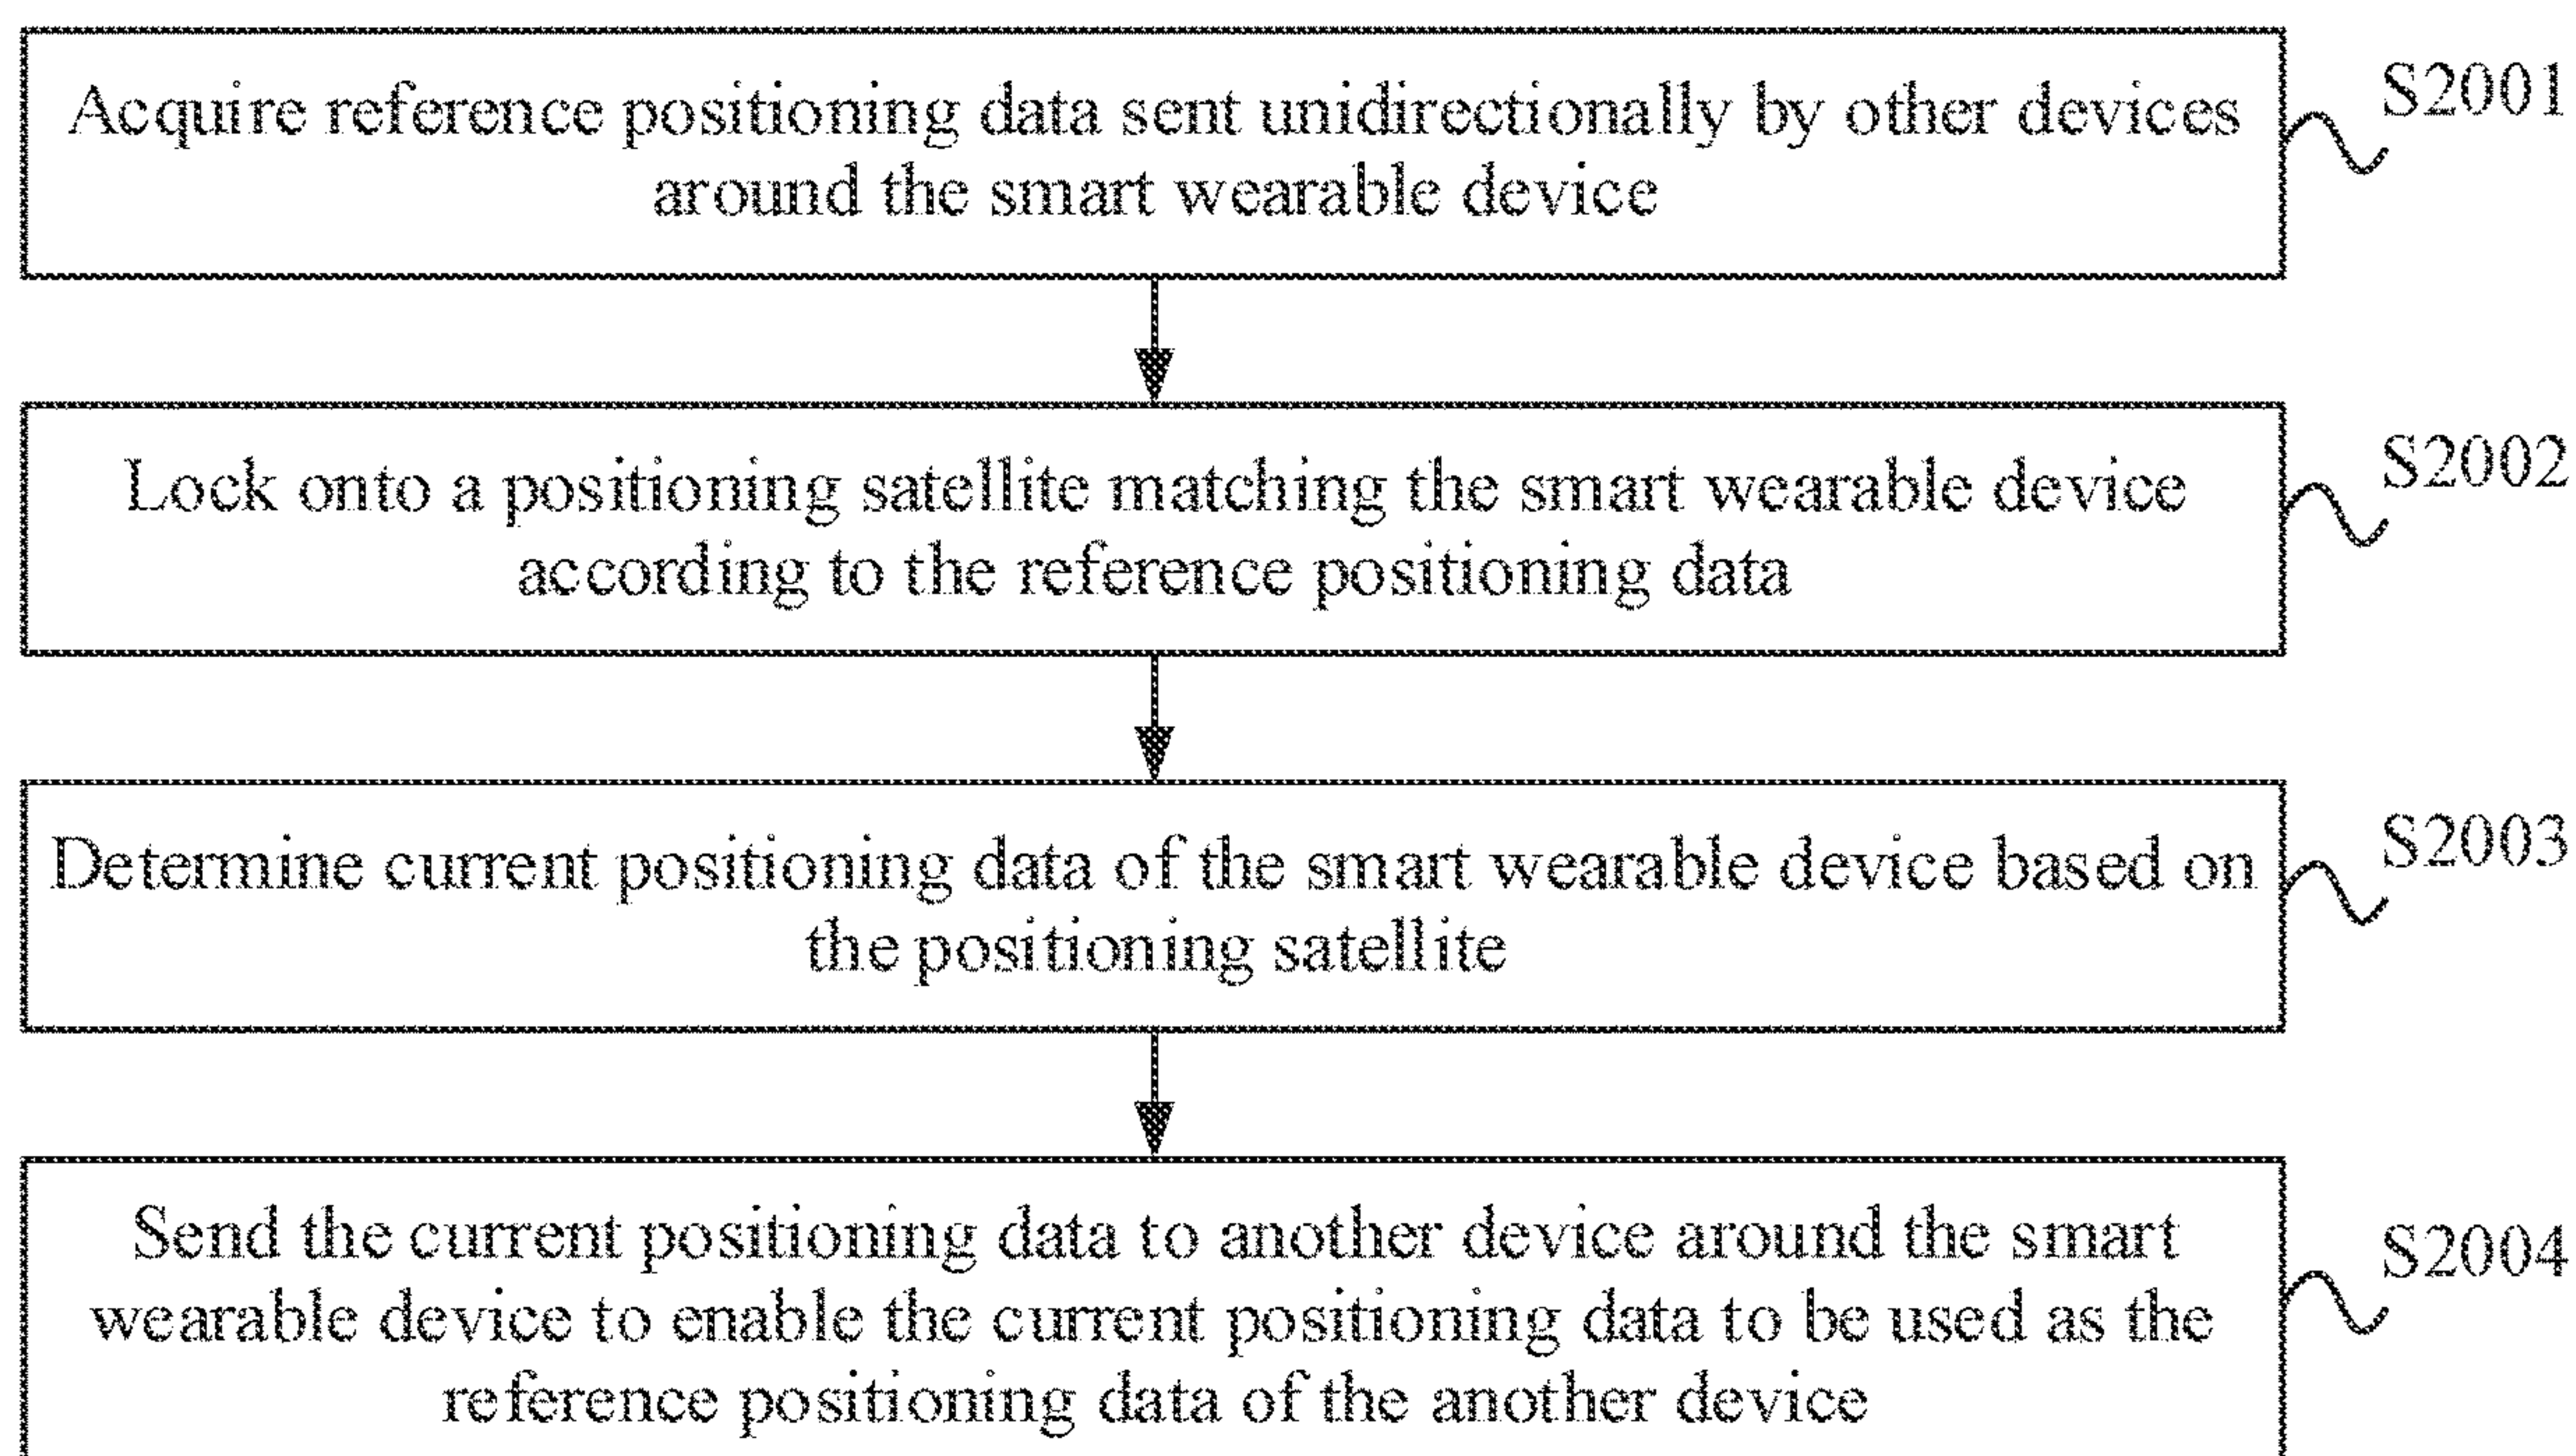 Acquire reference positioning data sent unidirectionally by other devices
around the smart wearable device
S2001
Lock onto a positioning satellite matching the smart wearable device
according to the reference positioning data
S2002
Determine current positioning data of the smart wearable device based on
the positioning satellite
S2003
Send the current positioning data to another device around the smart
wearable device to enable the current positioning data to be used as the
reference positioning data of the another device
S2004